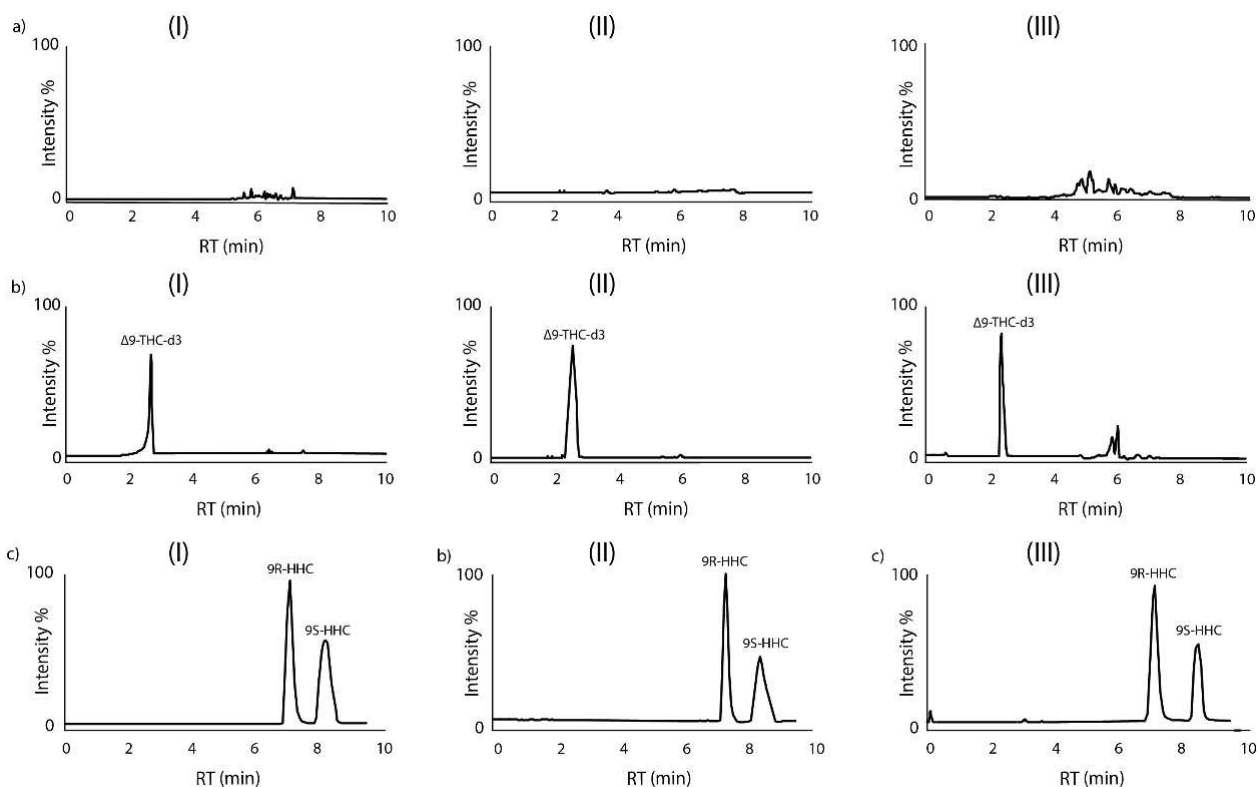 a) (I) (II) (III)
100 100 100
Intensity % Intensity % Intensity %
0 0 0
0 2 4 6 8 10 0 2 4 6 8 10 0 2 4 6 8 10
RT (min) RT (min) RT (min)
b) (I) (II) (III)
100 100 100
Δ9-THC-d3 Δ9-THC-d3 Δ9-THC-d3
Intensity % Intensity % Intensity %
0 0 0
0 2 4 6 8 10 0 2 4 6 8 10 0 2 4 6 8 10
RT (min) RT (min) RT (min)
c) (I) b) (II) c) (III)
100 100 100
9R-HHC 9R-HHC 9R-HHC
9S-HHC 9S-HHC 9S-HHC
Intensity % Intensity % Intensity %
0 0 0
0 2 4 6 8 10 0 2 4 6 8 10 0 2 4 6 8 10
RT (min) RT (min) RT (min)